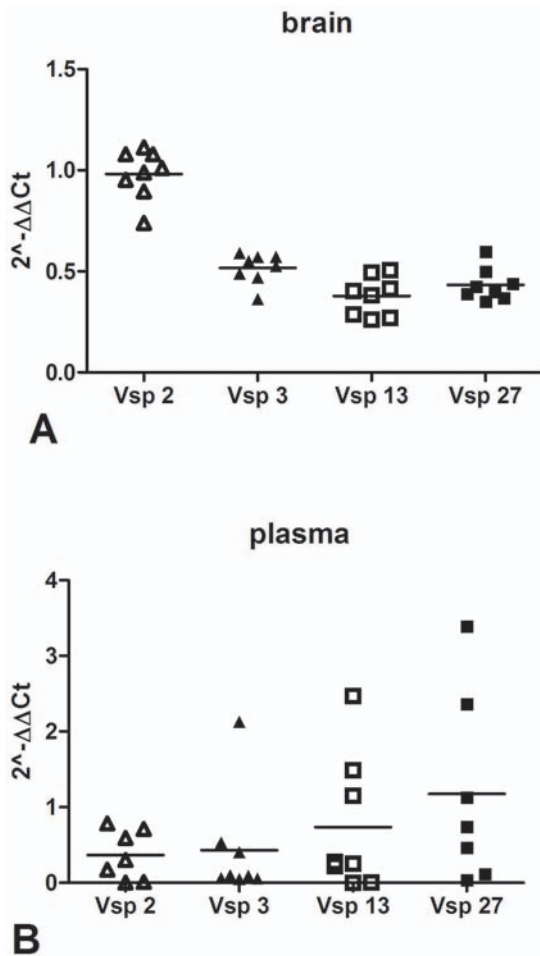 brain
1.5
1.0
0.5
0.0
2^-ΔΔCt
Vsp 2 Vsp 3 Vsp 13 Vsp 27
A
plasma
4
3
2
1
0
2^-ΔΔCt
Vsp 2 Vsp 3 Vsp 13 Vsp 27
B